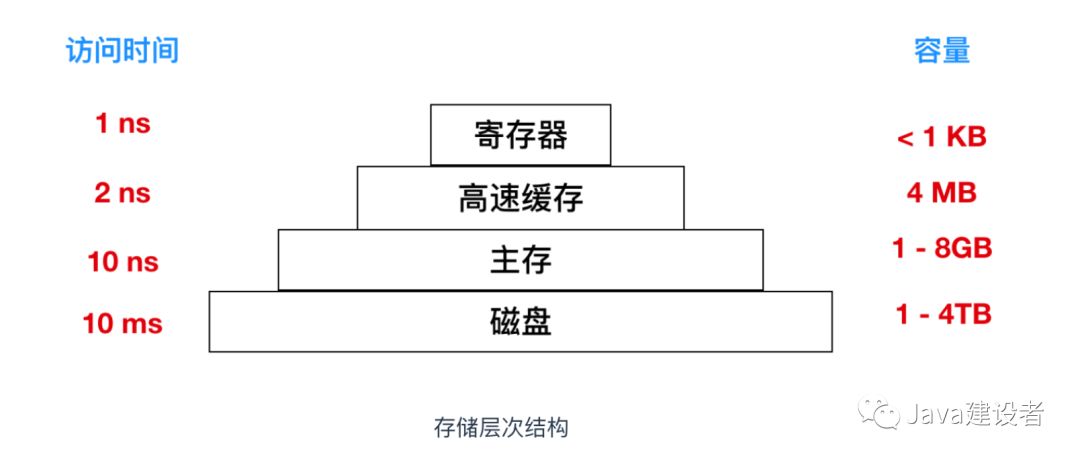 访问时间 容量
1 ns 寄存器 < 1 KB
2 ns 高速缓存 4 MB
10 ns 主存 1 - 8GB
10 ms 磁盘 1 - 4TB
存储层次结构
Java建设者